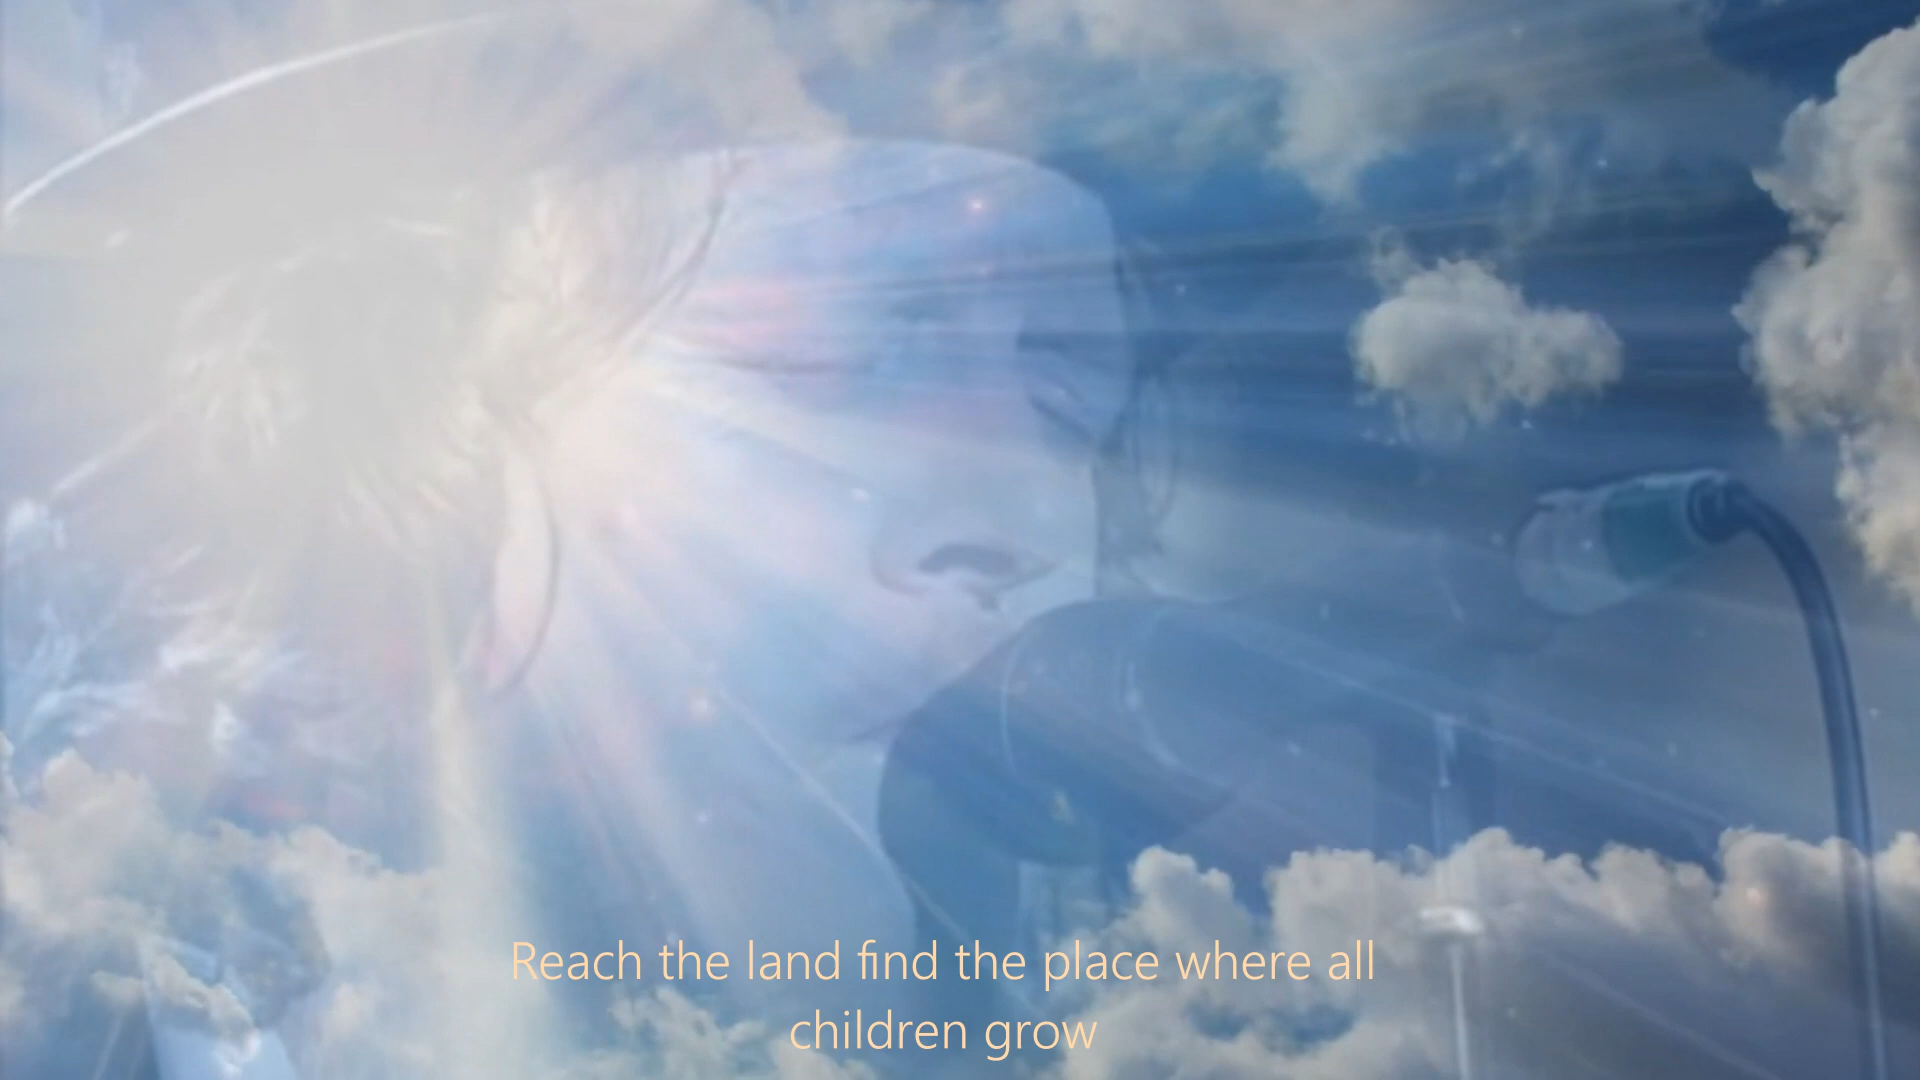 Reach the land find the place where all
children grow